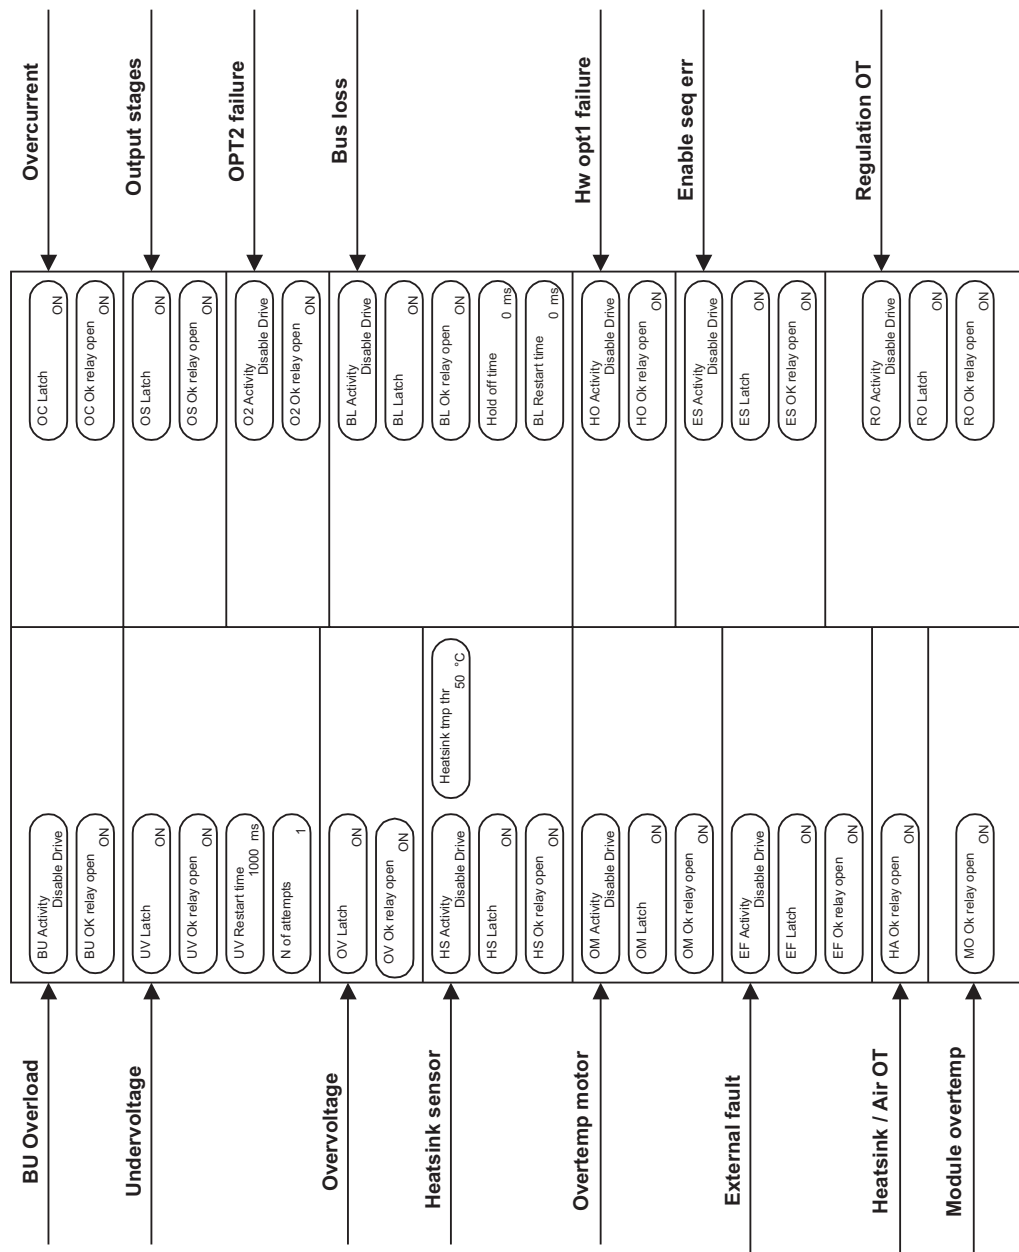 Overcurrent
OC Latch
ON
OC Ok relay open
ON
Output stages
OS Latch
ON
OS Ok relay open
ON
OPT2 failure
O2 Activity
Disable Drive
O2 Ok relay open
ON
Bus loss
BL Activity
Disable Drive
BL Latch
ON
BL Ok relay open
ON
Hold off time
0 ms
BL Restart time
0 ms
Hw opt1 failure
HO Activity
Disable Drive
HO Ok relay open
ON
Enable seq err
ES Activity
Disable Drive
ES Latch
ON
ES OK relay open
ON
Regulation OT
RO Activity
Disable Drive
RO Latch
ON
RO Ok relay open
ON
BU Overload
BU Activity
Disable Drive
BU OK relay open
ON
Undervoltage
UV Latch
ON
UV Ok relay open
ON
UV Restart time
1000 ms
N of attempts
1
Overvoltage
OV Latch
ON
OV Ok relay open
ON
Heatsink sensor
HS Activity
Disable Drive
HS Latch
ON
HS Ok relay open
ON
Heatsink tmp thr
50 °C
Overtemp motor
OM Activity
Disable Drive
OM Latch
ON
OM Ok relay open
ON
External fault
EF Activity
Disable Drive
EF Latch
ON
EF Ok relay open
ON
Heatsink / Air OT
HA Ok relay open
ON
Module overtemp
MO Ok relay open
ON